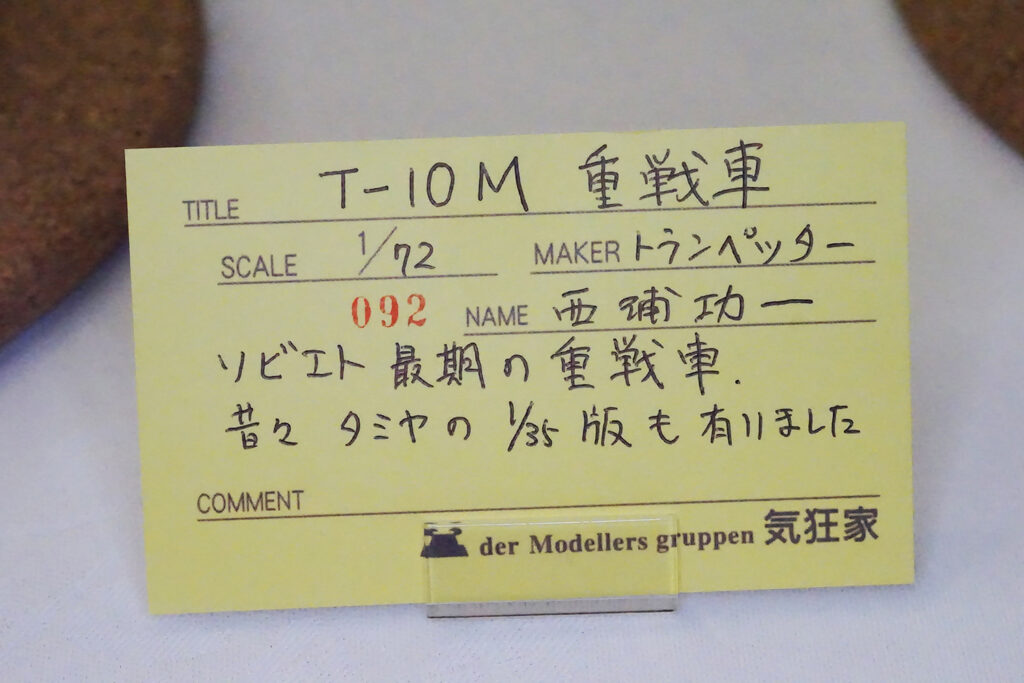 TITLE T-10M 重戦車
SCALE 1/72 MAKER トランペッター
092 NAME 西浦功一
ソビエト 最期の重戦車.
昔々 タミヤの 1/35 版も有りました
COMMENT
der Modellers gruppen 気狂家